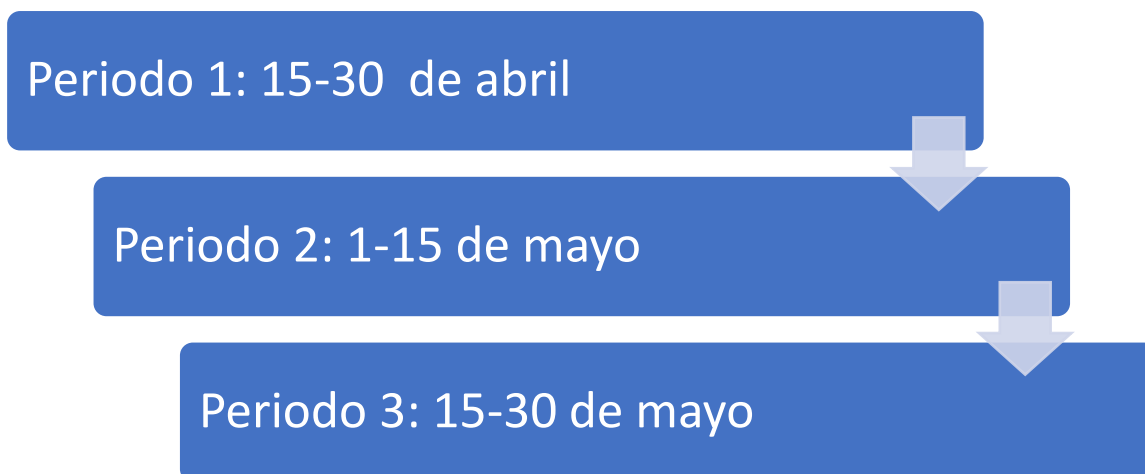 Periodo 1: 15-30  de abril
Periodo 2: 1-15 de mayo
Periodo 3: 15-30 de mayo